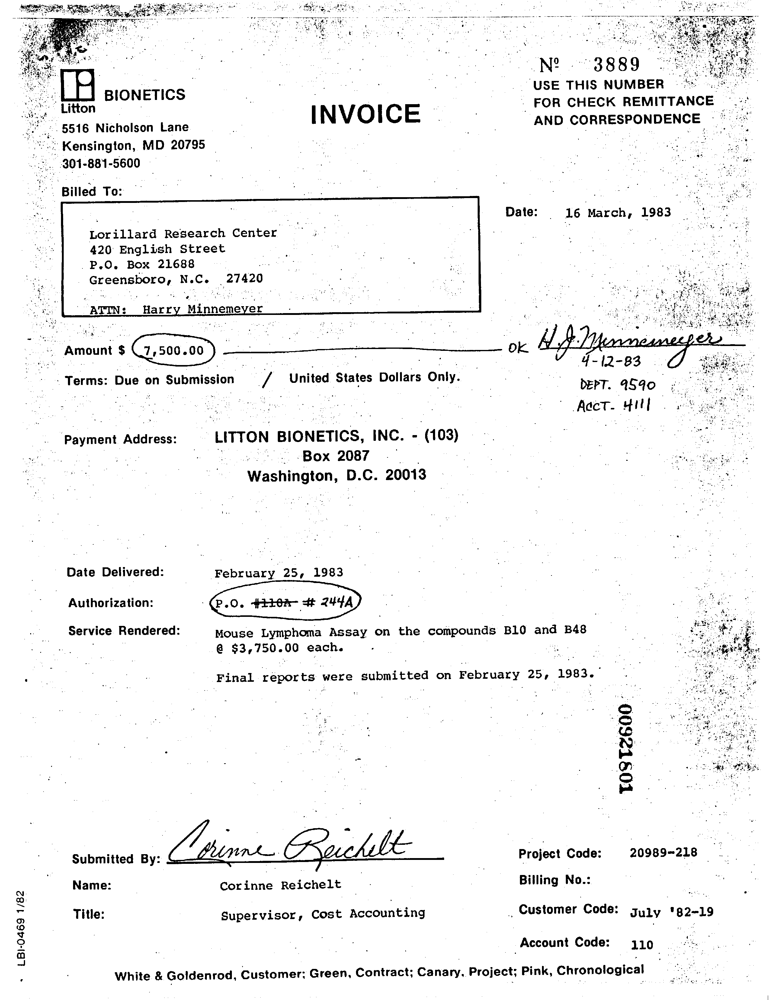 Nº 3889
USE THIS NUMBER
FOR CHECK REMITTANCE
AND CORRESPONDENCE
BIONETICS
Litton
INVOICE
5516 Nicholson Lane
Kensington, MD 20795
301-881-5600
Billed To:
Date: 16 March, 1983
Lorillard Research Center
420 English Street
P.O. Box 21688
Greensboro, N.C. 27420
ATTN: Harry Minnemeyer
Amount $ 7,500.00
OK H.J. Minnemeyer
4-12-83
Terms: Due on Submission / United States Dollars Only.
DEPT. 9590
ACCT. 4111
Payment Address: LITTON BIONETICS, INC. - (103)
Box 2087
Washington, D.C. 20013
Date Delivered: February 25, 1983
Authorization: P.O. #110A # 244A
Service Rendered: Mouse Lymphoma Assay on the compounds B10 and B48
@ $3,750.00 each.
Final reports were submitted on February 25, 1983.
00921801
Submitted By: Corinne Reichelt
Project Code: 20989-218
Name: Corinne Reichelt
Billing No.:
Title: Supervisor, Cost Accounting
Customer Code: July '82-19
Account Code: 110
LBI-0469 1/82
White & Goldenrod, Customer; Green, Contract; Canary, Project; Pink, Chronological